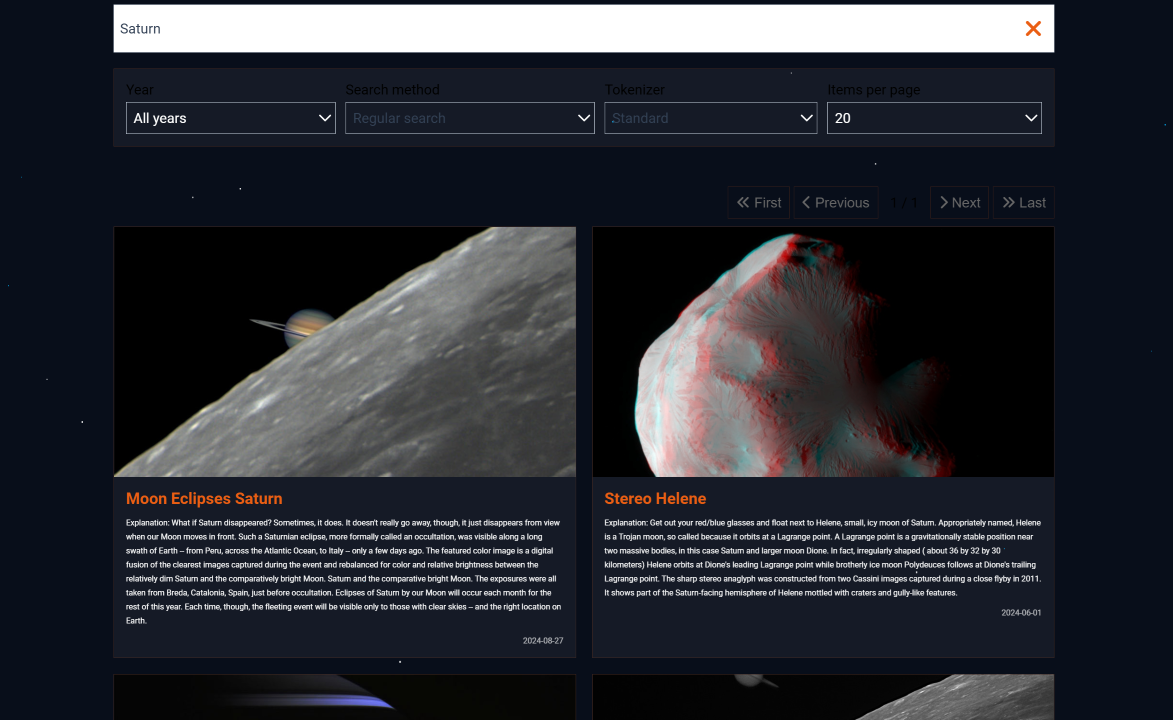 Saturn
Year
Search method
Tokenizer
Items per page
All years
Regular search
Standard
20
First
Previous
1 / 1
Next
Last
Moon Eclipses Saturn
Explanation: What if Saturn disappeared? Sometimes, it does. It doesn't really go away, though, it just disappears from view
when our Moon moves in front. Such a Saturnian eclipse, more formally called an occultation, was visible along a long
swath of Earth -- from Peru, across the Atlantic Ocean, to Italy -- only a few days ago. The featured color image is a digital
fusion of the clearest images captured during the event and rebalanced for color and relative brightness between the
relatively dim Saturn and the comparatively bright Moon. Saturn and the comparative bright Moon. The exposures were all
taken from Breda, Catalonia, Spain, just before occultation. Eclipses of Saturn by our Moon will occur each month for the
rest of this year. Each time, though, the fleeting event will be visible only to those with clear skies -- and the right location on
Earth.
2024-08-27
Stereo Helene
Explanation: Get out your red/blue glasses and float next to Helene, small, icy moon of Saturn. Appropriately named, Helene
is a Trojan moon, so called because it orbits at a Lagrange point. A Lagrange point is a gravitationally stable position near
two massive bodies, in this case Saturn and larger moon Dione. In fact, irregularly shaped ( about 36 by 32 by 30
kilometers) Helene orbits at Dione's leading Lagrange point while brotherly ice moon Polydeuces follows at Dione's trailing
Lagrange point. The sharp stereo anaglyph was constructed from two Cassini images captured during a close flyby in 2011.
It shows part of the Saturn-facing hemisphere of Helene mottled with craters and gully-like features.
2024-06-01